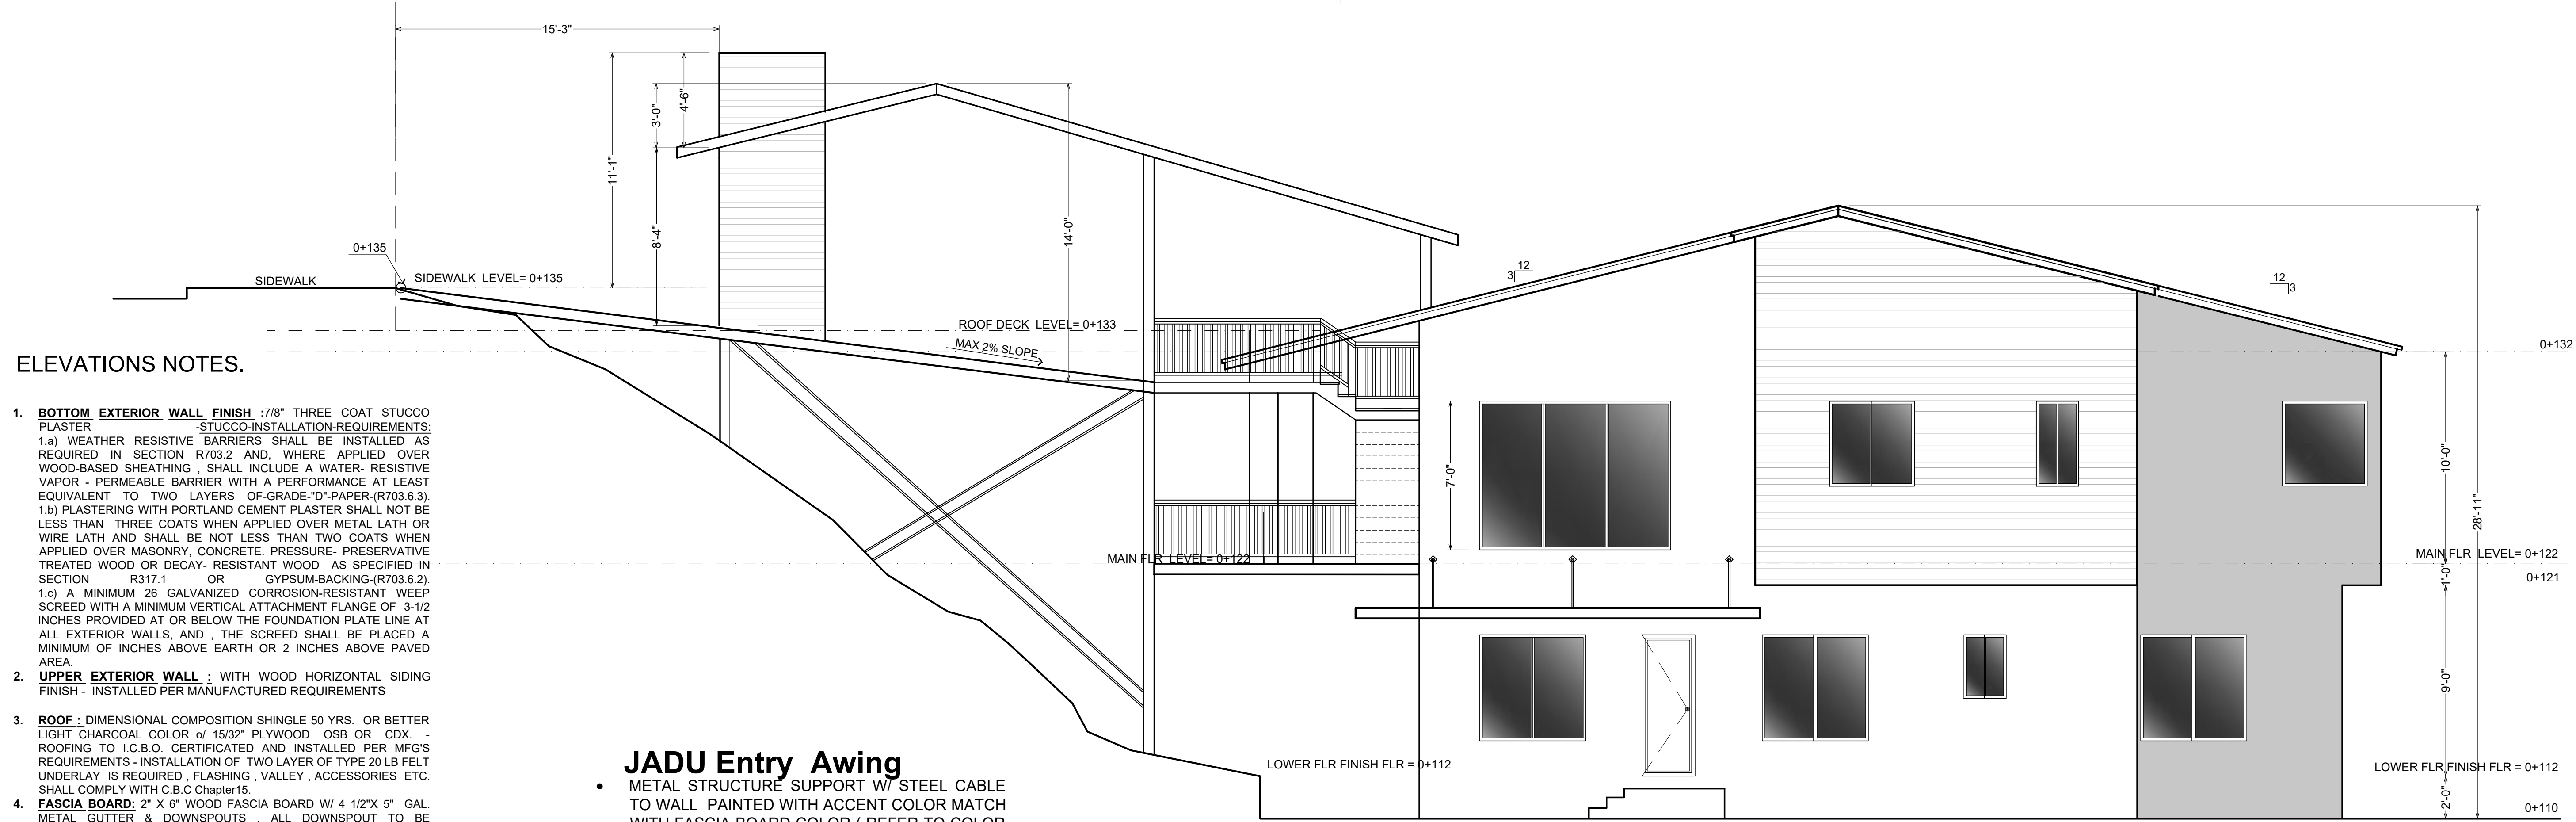 15'-3"
3'-0"
4'-6"
11'-1"
8'-4"
14'-0"
0+135
SIDEWALK
SIDEWALK LEVEL= 0+135
ROOF DECK LEVEL= 0+133
MAX 2% SLOPE
12
3
12
3
0+132
7'-0"
10'-0"
28'-11"
MAIN FLR LEVEL= 0+122
MAIN FLR LEVEL= 0+122
1'-0"
0+121
9'-0"
LOWER FLR FINISH FLR = 0+112
LOWER FLR FINISH FLR = 0+112
2'-0"
0+110
ELEVATIONS NOTES.
1. BOTTOM EXTERIOR WALL FINISH :7/8" THREE COAT STUCCO
PLASTER -STUCCO-INSTALLATION-REQUIREMENTS:
1.a) WEATHER RESISTIVE BARRIERS SHALL BE INSTALLED AS
REQUIRED IN SECTION R703.2 AND, WHERE APPLIED OVER
WOOD-BASED SHEATHING , SHALL INCLUDE A WATER- RESISTIVE
VAPOR - PERMEABLE BARRIER WITH A PERFORMANCE AT LEAST
EQUIVALENT TO TWO LAYERS OF-GRADE-"D"-PAPER-(R703.6.3).
1.b) PLASTERING WITH PORTLAND CEMENT PLASTER SHALL NOT BE
LESS THAN THREE COATS WHEN APPLIED OVER METAL LATH OR
WIRE LATH AND SHALL BE NOT LESS THAN TWO COATS WHEN
APPLIED OVER MASONRY, CONCRETE. PRESSURE- PRESERVATIVE
TREATED WOOD OR DECAY- RESISTANT WOOD AS SPECIFIED IN
SECTION R317.1 OR GYPSUM-BACKING-(R703.6.2).
1.c) A MINIMUM 26 GALVANIZED CORROSION-RESISTANT WEEP
SCREED WITH A MINIMUM VERTICAL ATTACHMENT FLANGE OF 3-1/2
INCHES PROVIDED AT OR BELOW THE FOUNDATION PLATE LINE AT
ALL EXTERIOR WALLS, AND , THE SCREED SHALL BE PLACED A
MINIMUM OF INCHES ABOVE EARTH OR 2 INCHES ABOVE PAVED
AREA.
2. UPPER EXTERIOR WALL : WITH WOOD HORIZONTAL SIDING
FINISH - INSTALLED PER MANUFACTURED REQUIREMENTS
3. ROOF : DIMENSIONAL COMPOSITION SHINGLE 50 YRS. OR BETTER
LIGHT CHARCOAL COLOR o/ 15/32" PLYWOOD OSB OR CDX. -
ROOFING TO I.C.B.O. CERTIFICATED AND INSTALLED PER MFG'S
REQUIREMENTS - INSTALLATION OF TWO LAYER OF TYPE 20 LB FELT
UNDERLAY IS REQUIRED , FLASHING , VALLEY , ACCESSORIES ETC.
SHALL COMPLY WITH C.B.C Chapter15.
4. FASCIA BOARD: 2" X 6" WOOD FASCIA BOARD W/ 4 1/2"X 5" GAL.
METAL GUTTER & DOWNSPOUTS , ALL DOWNSPOUT TO BE
JADU Entry Awing
• METAL STRUCTURE SUPPORT W/ STEEL CABLE
TO WALL PAINTED WITH ACCENT COLOR MATCH
WITH FASCIA BOARD COLOR ( REFER TO COLOR